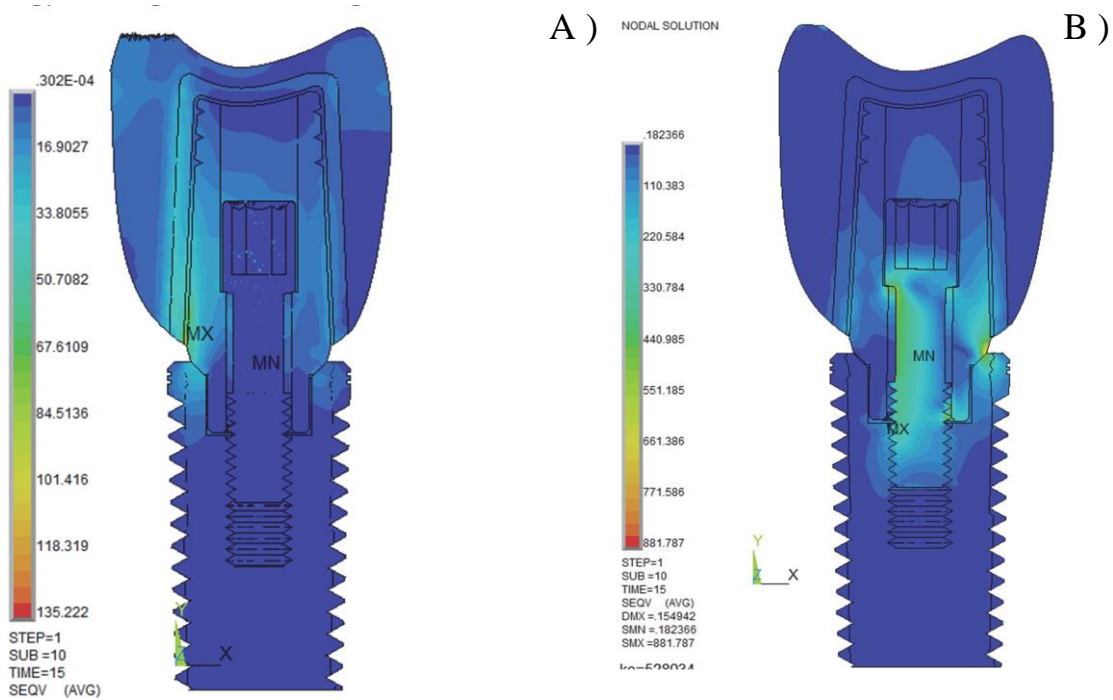 A )
.302E-04
16.9027
33.8055
50.7082
67.6109
84.5136
101.416
118.319
135.222
MX
MN
Y
Z
X
STEP=1
SUB =10
TIME=15
SEQV (AVG)
NODAL SOLUTION
B )
.182366
110.383
220.584
330.784
440.985
551.185
661.386
771.586
881.787
MN
MX
Y
Z
X
STEP=1
SUB =10
TIME=15
SEQV (AVG)
DMX =.154942
SMN =.182366
SMX =881.787